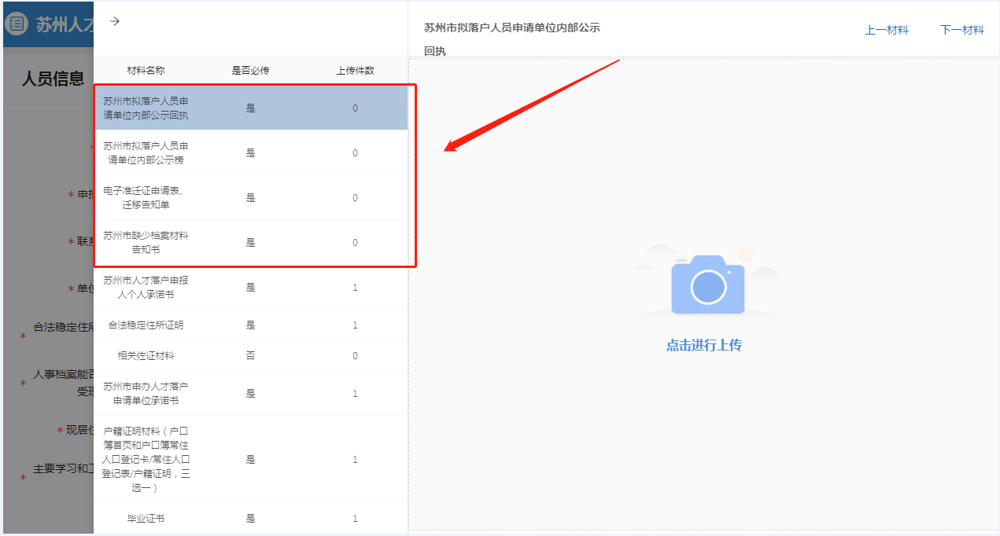 苏州人才
人员信息
* 申报
* 联系
* 单位
合法稳定住所
*
人事档案能否
*
受理
* 现居住
主要学习和工
*
→
材料名称 是否必传 上传件数
苏州市拟落户人员申
请单位内部公示回执
是 0
苏州市拟落户人员申
请单位内部公示榜
是 0
电子准迁证申请表、
迁移告知单
是 0
苏州市缺少档案材料
告知书
是 0
苏州市人才落户申报
人个人承诺书
是 1
合法稳定住所证明 是 1
相关佐证材料 否 0
苏州市申办人才落户
申请单位承诺书
是 1
户籍证明材料（户口
簿首页和户口簿常住
人口登记卡/常住人口
登记表/户籍证明，三
选一）
是 1
毕业证书 是 1
苏州市拟落户人员申请单位内部公示
回执
上一材料 下一材料
点击进行上传